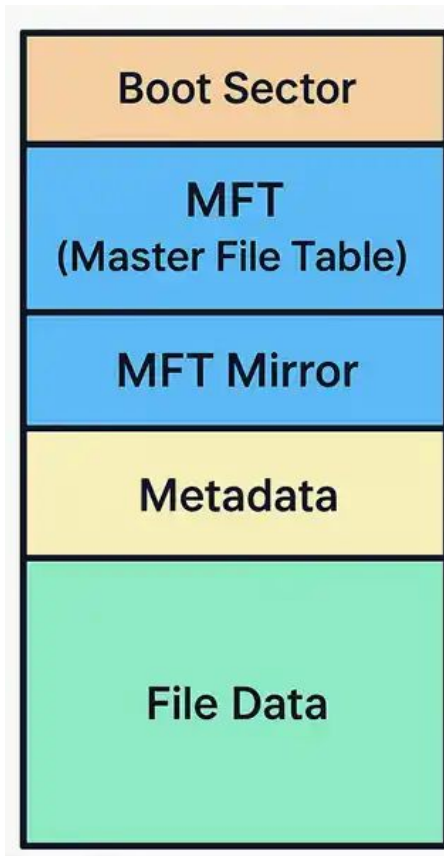 Boot Sector
MFT
(Master File Table)
MFT Mirror
Metadata
File Data